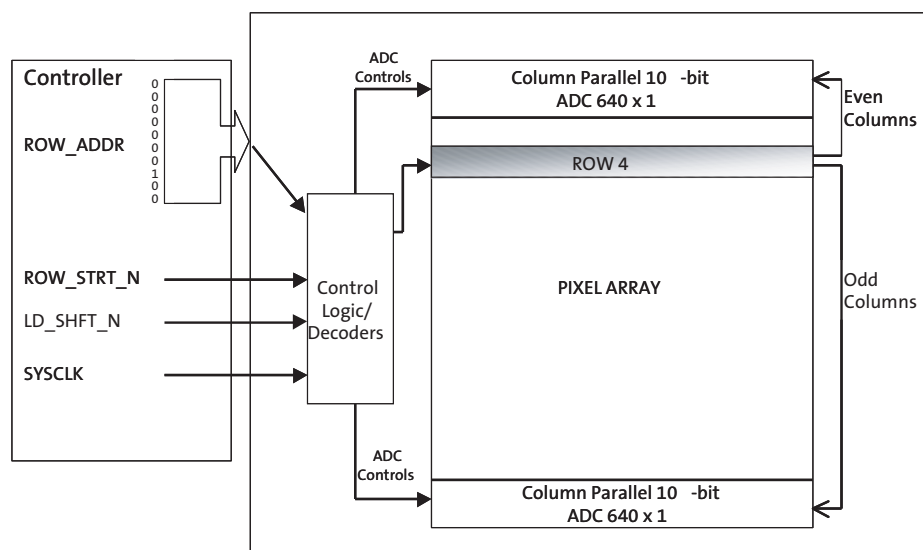 Controller
ROW_ADDR
0
0
0
0
0
0
0
1
0
0
ROW_STRT_N
LD_SHFT_N
SYSCLK
Control
Logic/
Decoders
ADC
Controls
ADC
Controls
Column Parallel 10 -bit
ADC 640 x 1
ROW 4
PIXEL ARRAY
Column Parallel 10 -bit
ADC 640 x 1
Even
Columns
Odd
Columns